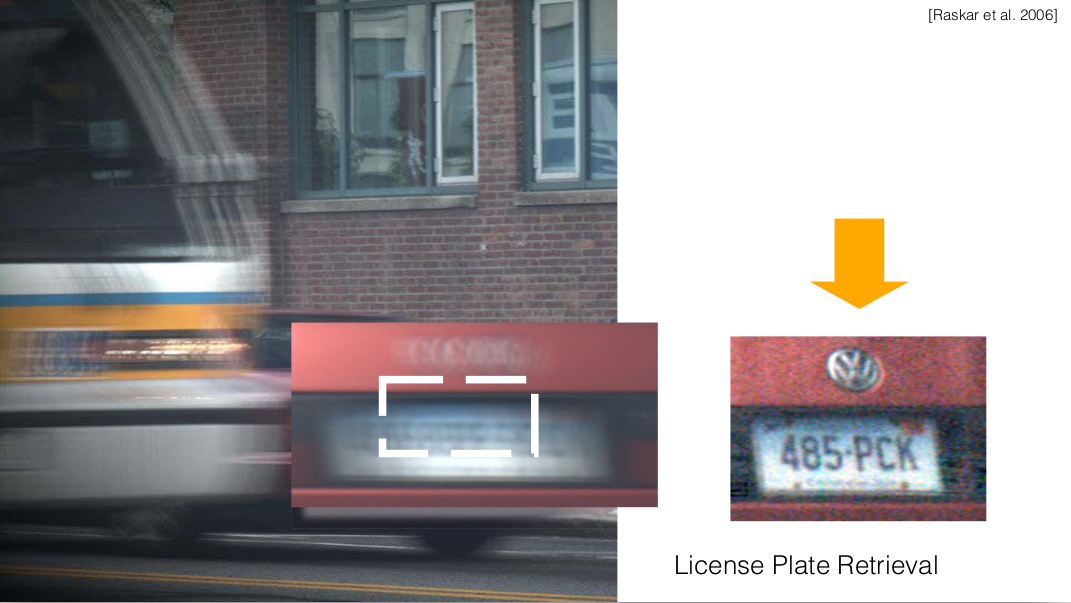 [Raskar et al. 2006]
485·PCK
License Plate Retrieval